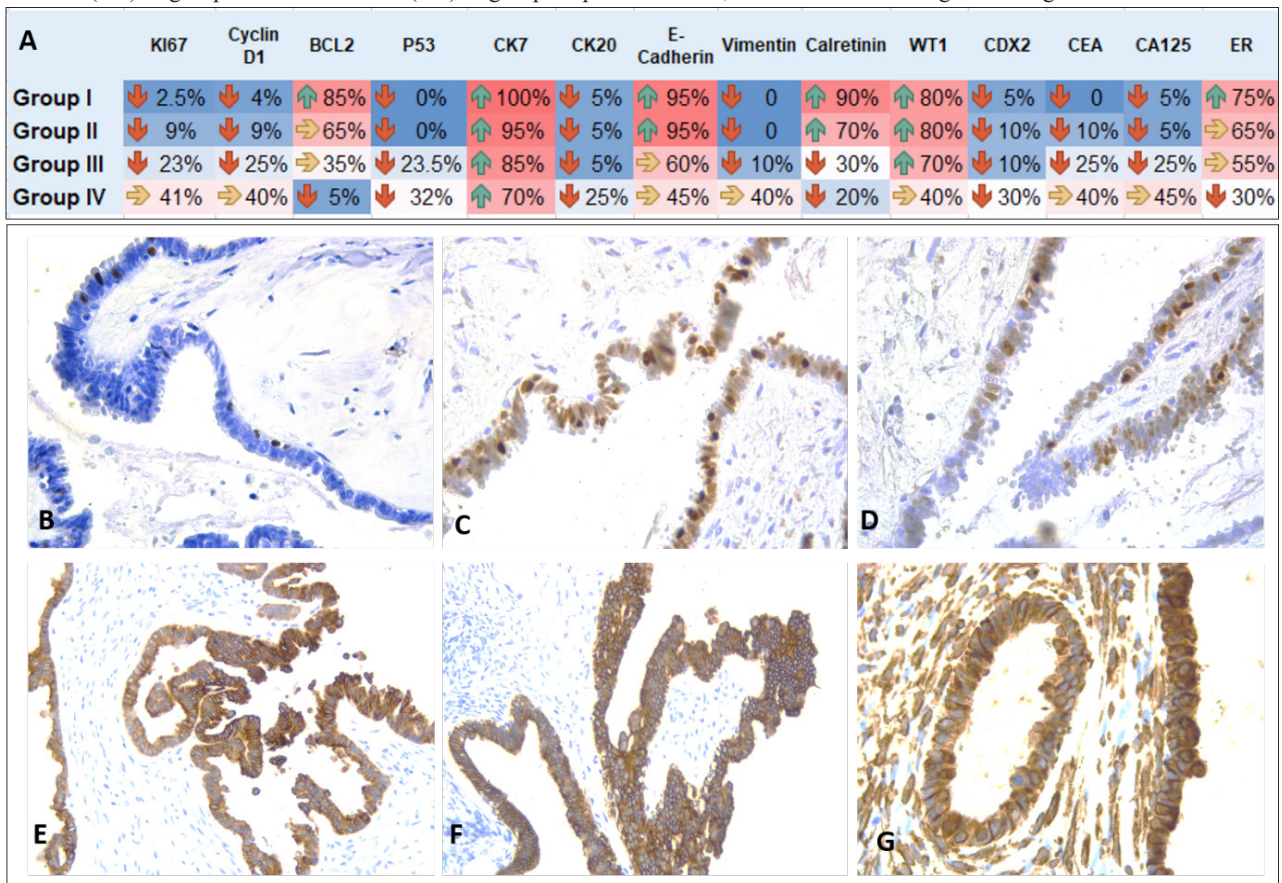 A KI67 Cyclin D1 BCL2 P53 CK7 CK20 E-Cadherin Vimentin Calretinin WT1 CDX2 CEA CA125 ER
Group I 2.5% 4% 85% 0% 100% 5% 95% 0 90% 80% 5% 0 5% 75%
Group II 9% 9% 65% 0% 95% 5% 95% 0 70% 80% 10% 10% 5% 65%
Group III 23% 25% 35% 23.5% 85% 5% 60% 10% 30% 70% 10% 25% 25% 55%
Group IV 41% 40% 5% 32% 70% 25% 45% 40% 20% 40% 30% 40% 45% 30%
B
C
D
E
F
G